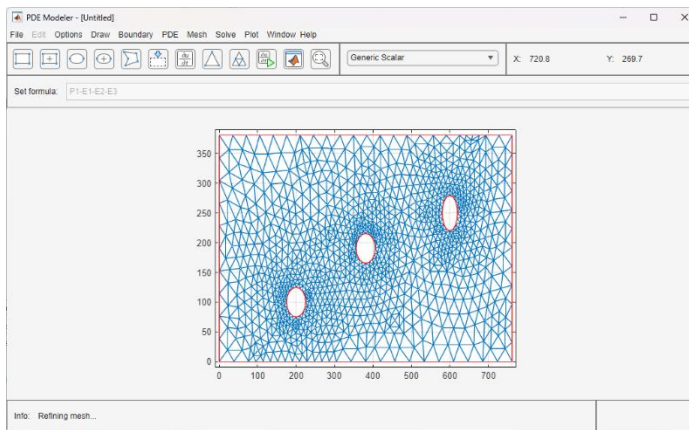 PDE Modeler - [Untitled]
File Edit Options Draw Boundary PDE Mesh Solve Plot Window Help
Generic Scalar X: 720.8 Y: 269.7
Set formula: P1-E1-E2-E3
350
300
250
200
150
100
50
0
0 100 200 300 400 500 600 700
Info: Refining mesh...